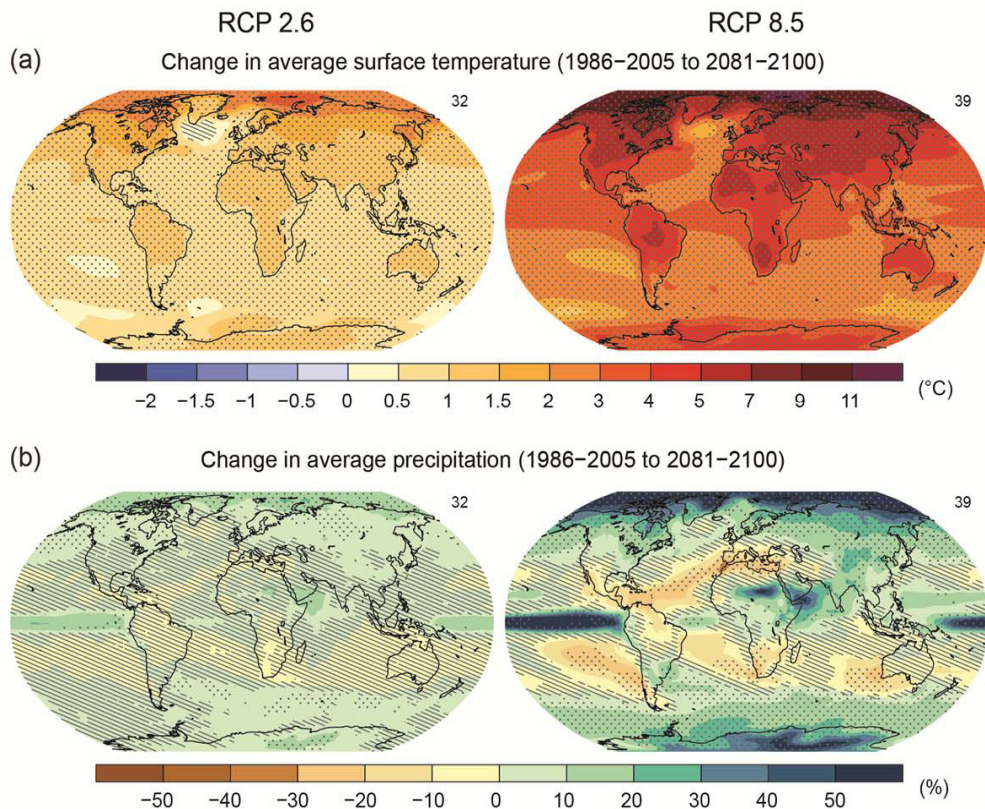 RCP 2.6 RCP 8.5
(a) Change in average surface temperature (1986−2005 to 2081−2100)
32 39
−2 −1.5 −1 −0.5 0 0.5 1 1.5 2 3 4 5 7 9 11 (°C)
(b) Change in average precipitation (1986−2005 to 2081−2100)
32 39
−50 −40 −30 −20 −10 0 10 20 30 40 50 (%)